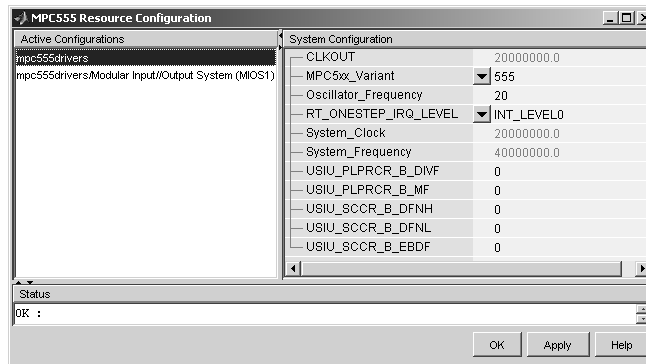 MPC555 Resource Configuration
Active Configurations
mpc555drivers
mpc555drivers/Modular Input//Output System (MIOS1)
System Configuration
CLKOUT 20000000.0
MPC5xx_Variant 555
Oscillator_Frequency 20
RT_ONESTEP_IRQ_LEVEL INT_LEVEL0
System_Clock 20000000.0
System_Frequency 40000000.0
USIU_PLPRCR_B_DIVF 0
USIU_PLPRCR_B_MF 0
USIU_SCCR_B_DFNH 0
USIU_SCCR_B_DFNL 0
USIU_SCCR_B_EBDF 0
Status
OK :
OK Apply Help